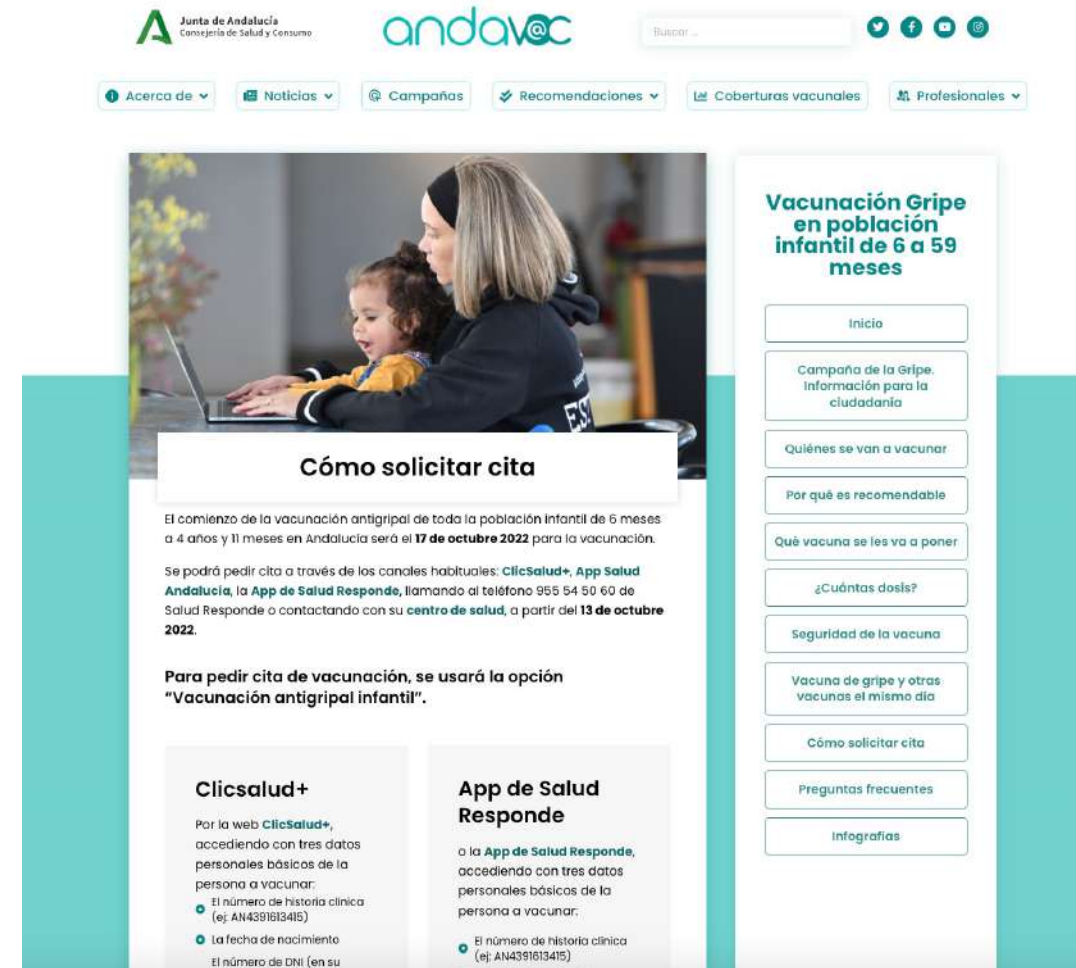 Junta de Andalucía
Consejería de Salud y Consumo
andav@c
Buscar ...
Acerca de
Noticias
Campañas
Recomendaciones
Coberturas vacunales
Profesionales
Cómo solicitar cita
El comienzo de la vacunación antigripal de toda la población infantil de 6 meses
a 4 años y 11 meses en Andalucía será el 17 de octubre 2022 para la vacunación.
Se podrá pedir cita a través de los canales habituales: ClicSalud+, App Salud
Andalucía, la App de Salud Responde, llamando al teléfono 955 54 50 60 de
Salud Responde o contactando con su centro de salud, a partir del 13 de octubre
2022.
Para pedir cita de vacunación, se usará la opción
“Vacunación antigripal infantil”.
Clicsalud+
Por la web ClicSalud+,
accediendo con tres datos
personales básicos de la
persona a vacunar:
El número de historia clínica
(ej: AN4391613415)
La fecha de nacimiento
El número de DNI (en su
App de Salud
Responde
o la App de Salud Responde,
accediendo con tres datos
personales básicos de la
persona a vacunar:
El número de historia clínica
(ej: AN4391613415)
Vacunación Gripe
en población
infantil de 6 a 59
meses
Inicio
Campaña de la Gripe.
Información para la
ciudadanía
Quiénes se van a vacunar
Por qué es recomendable
Qué vacuna se les va a poner
¿Cuántas dosis?
Seguridad de la vacuna
Vacuna de gripe y otras
vacunas el mismo día
Cómo solicitar cita
Preguntas frecuentes
Infografías